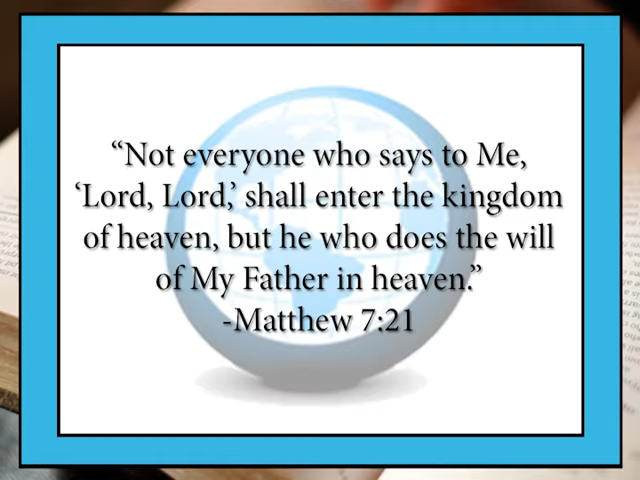 “Not everyone who says to Me,
‘Lord, Lord,’ shall enter the kingdom
of heaven, but he who does the will
of My Father in heaven.”
-Matthew 7:21